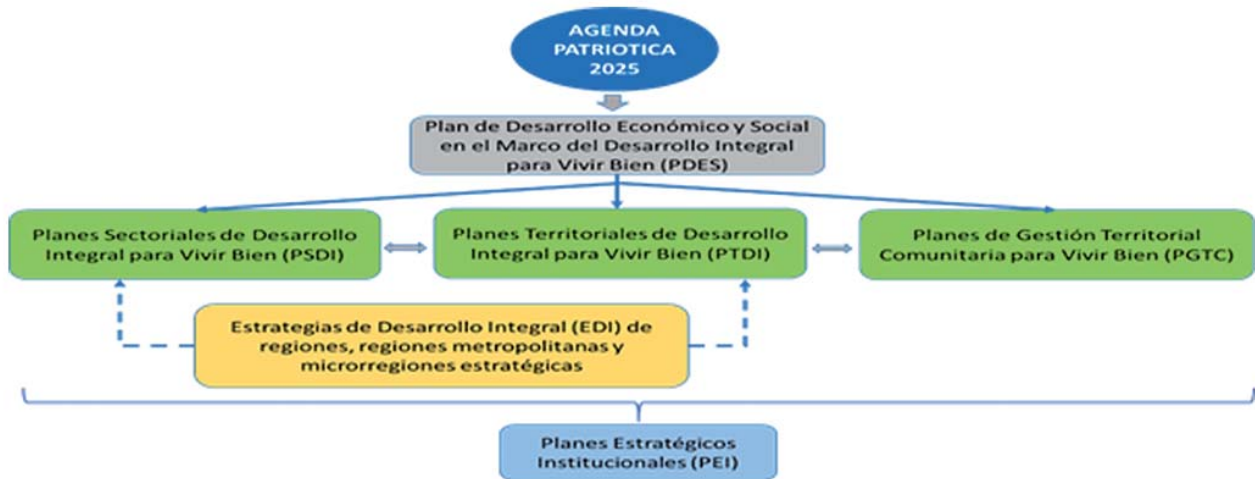 AGENDA
PATRIOTICA
2025
Plan de Desarrollo Económico y Social
en el Marco del Desarrollo Integral
para Vivir Bien (PDES)
Planes Sectoriales de Desarrollo
Integral para Vivir Bien (PSDI)
Planes Territoriales de Desarrollo
Integral para Vivir Bien (PTDI)
Planes de Gestión Territorial
Comunitaria para Vivir Bien (PGTC)
Estrategias de Desarrollo Integral (EDI) de
regiones, regiones metropolitanas y
microrregiones estratégicas
Planes Estratégicos
Institucionales (PEI)